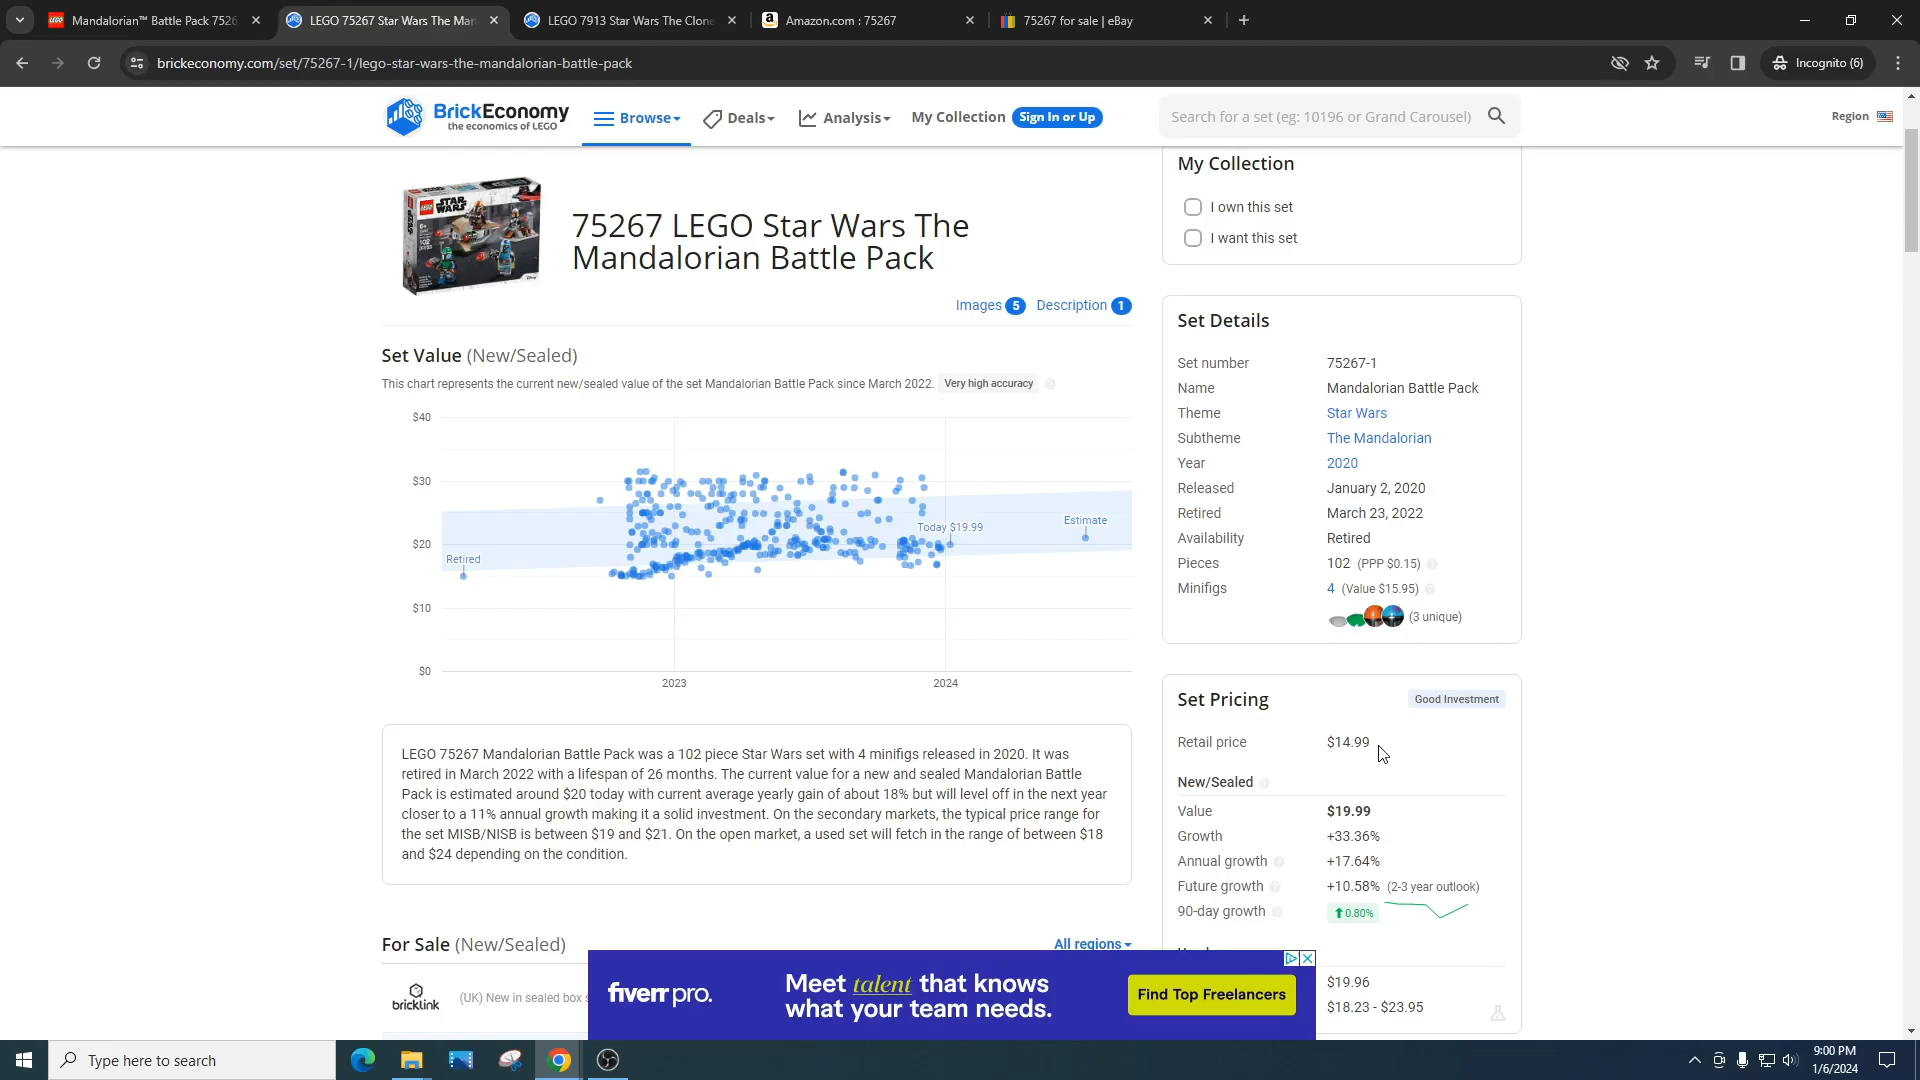 Mandalorian™ Battle Pack 7526
LEGO 75267 Star Wars The Man
LEGO 7913 Star Wars The Clone
Amazon.com : 75267
75267 for sale | eBay
brickeconomy.com/set/75267-1/lego-star-wars-the-mandalorian-battle-pack
Incognito (6)
BrickEconomy
the economics of LEGO
Browse
Deals
Analysis
My Collection
Sign In or Up
Search for a set (eg: 10196 or Grand Carousel)
Region
75267 LEGO Star Wars The
Mandalorian Battle Pack
Images 5 Description 1
Set Value (New/Sealed)
This chart represents the current new/sealed value of the set Mandalorian Battle Pack since March 2022. Very high accuracy
$40
$30
$20
$10
$0
Retired
Today $19.99
Estimate
2023
2024
LEGO 75267 Mandalorian Battle Pack was a 102 piece Star Wars set with 4 minifigs released in 2020. It was
retired in March 2022 with a lifespan of 26 months. The current value for a new and sealed Mandalorian Battle
Pack is estimated around $20 today with current average yearly gain of about 18% but will level off in the next year
closer to a 11% annual growth making it a solid investment. On the secondary markets, the typical price range for
the set MISB/NISB is between $19 and $21. On the open market, a used set will fetch in the range of between $18
and $24 depending on the condition.
For Sale (New/Sealed)
All regions
bricklink
(UK) New in sealed box
My Collection
I own this set
I want this set
Set Details
Set number 75267-1
Name Mandalorian Battle Pack
Theme Star Wars
Subtheme The Mandalorian
Year 2020
Released January 2, 2020
Retired March 23, 2022
Availability Retired
Pieces 102 (PPP $0.15)
Minifigs 4 (Value $15.95)
(3 unique)
Set Pricing
Good Investment
Retail price $14.99
New/Sealed
Value $19.99
Growth +33.36%
Annual growth +17.64%
Future growth +10.58% (2-3 year outlook)
90-day growth 0.80%
$19.96
$18.23 - $23.95
fiverr pro.
Meet talent that knows
what your team needs.
Find Top Freelancers
Type here to search
9:00 PM
1/6/2024